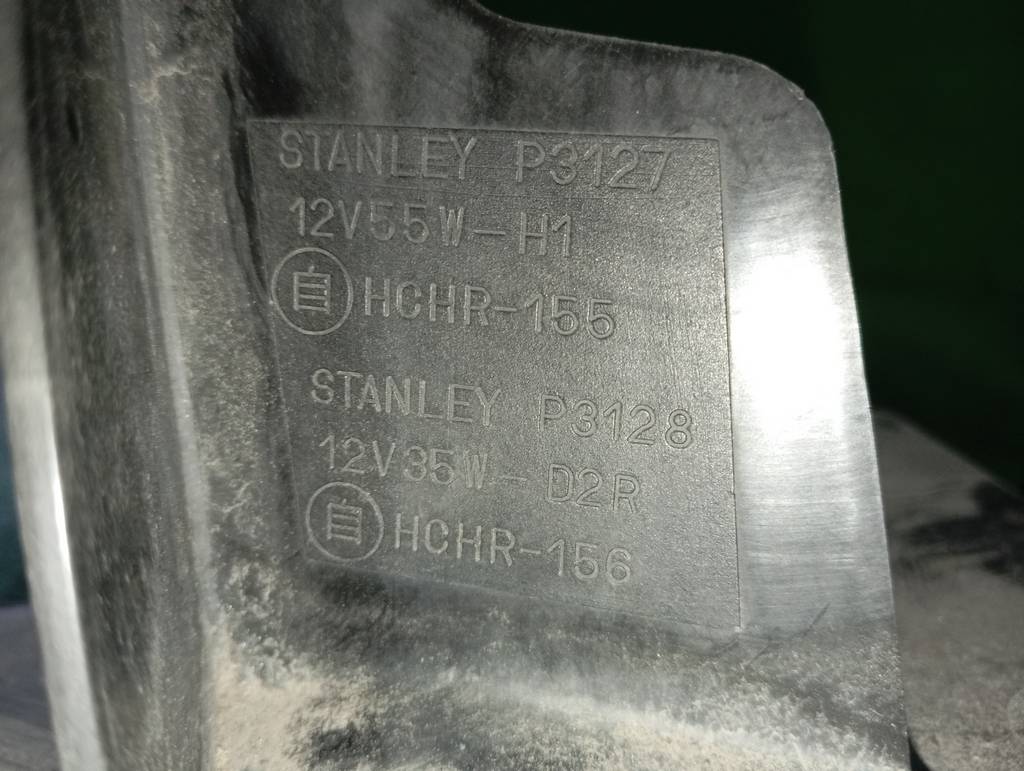 STANLEY P3127
12V55W-H1
自 HCHR-155
STANLEY P3128
12V35W-D2R
自 HCHR-156